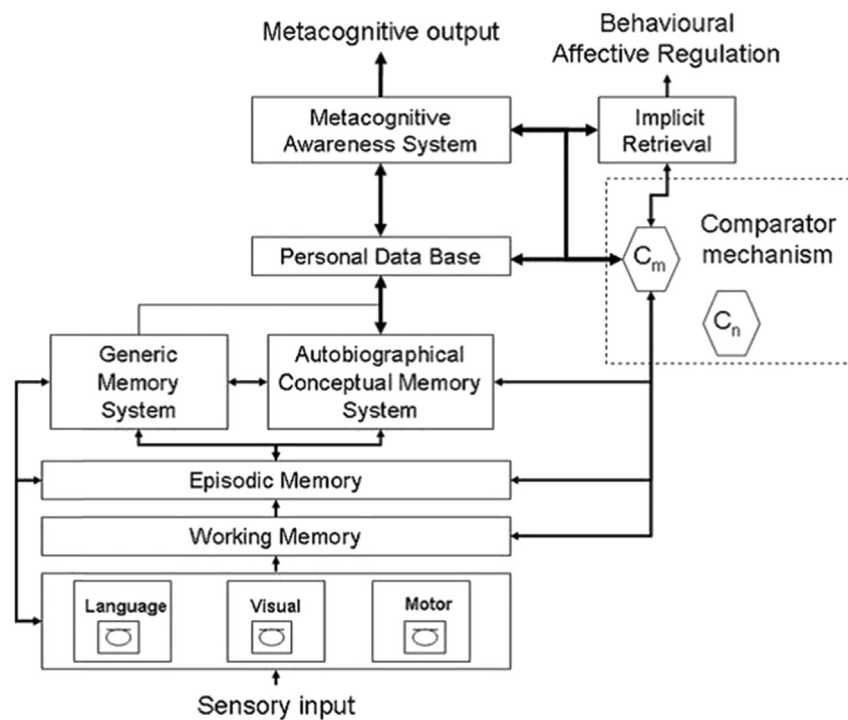 Metacognitive output
Behavioural
Affective Regulation
Metacognitive
Awareness System
Implicit
Retrieval
Comparator
mechanism
Personal Data Base
Cm
Cn
Generic
Memory
System
Autobiographical
Conceptual Memory
System
Episodic Memory
Working Memory
Language
Visual
Motor
Sensory input